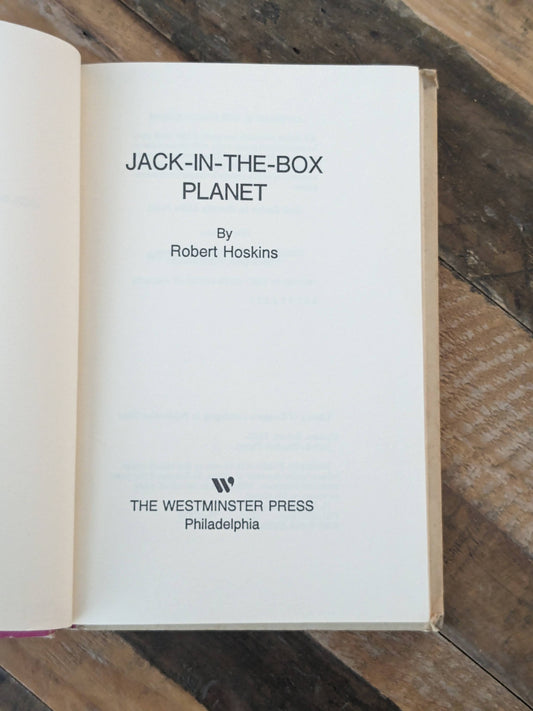 JACK-IN-THE-BOX
PLANET
By
Robert Hoskins
THE WESTMINSTER PRESS
Philadelphia